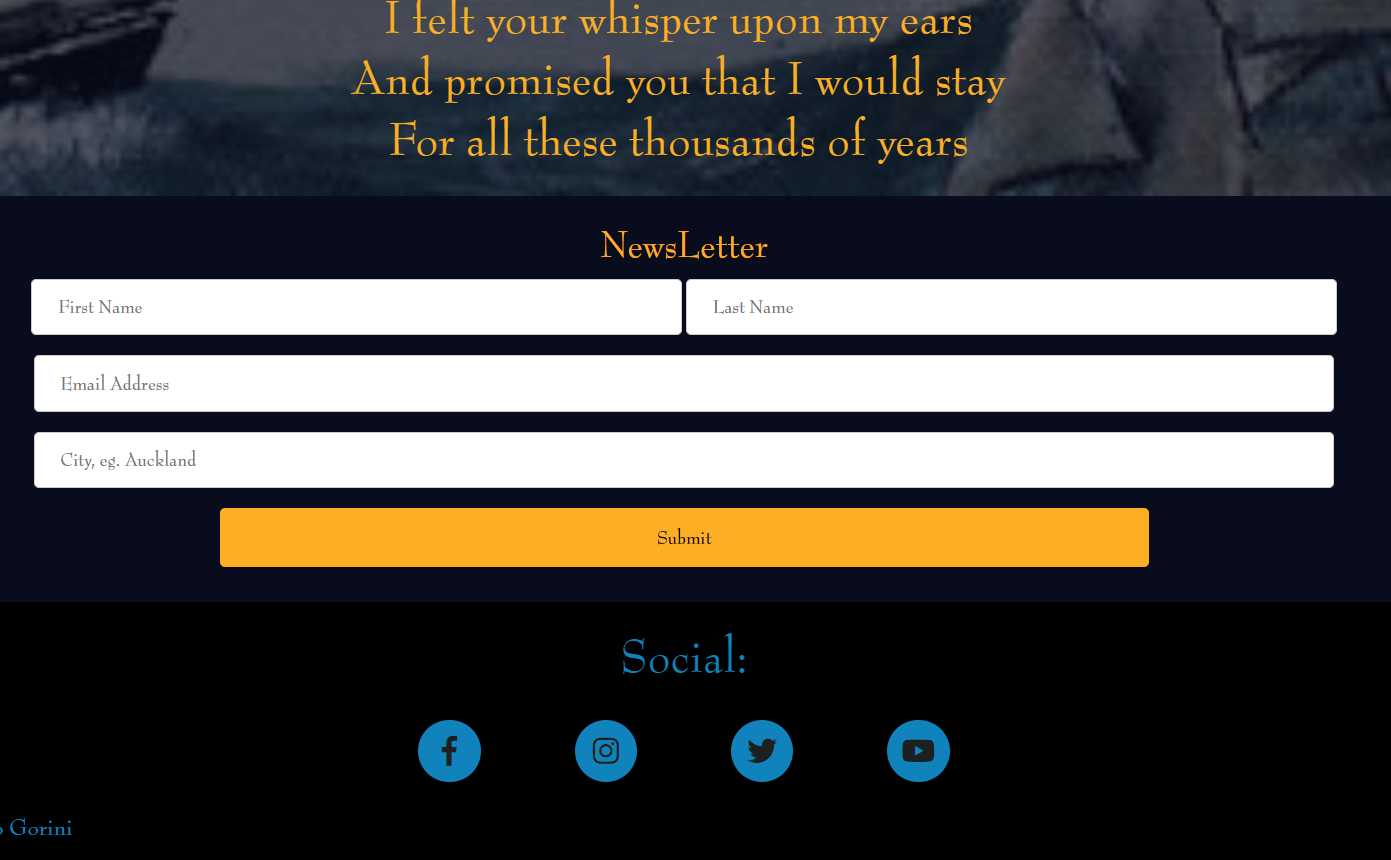 I felt your whisper upon my ears
And promised you that I would stay
For all these thousands of years
NewsLetter
First Name Last Name
Email Address
City, eg. Auckland
Submit
Social:
Gorini